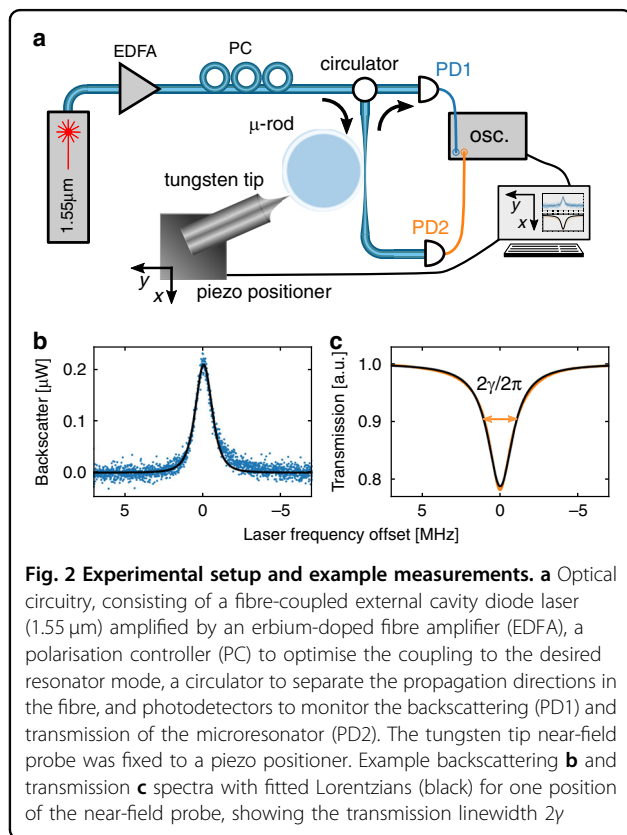 a
EDFA
PC
circulator
PD1
1.55µm
µ-rod
osc.
tungsten tip
PD2
y
x
y
x
piezo positioner
b
c
Backscatter [µW]
0.2
0.1
0.0
5
0
−5
Transmission [a.u.]
1.0
0.9
0.8
2γ/2π
5
0
−5
Laser frequency offset [MHz]
Fig. 2 Experimental setup and example measurements. a Optical
circuitry, consisting of a fibre-coupled external cavity diode laser
(1.55 µm) amplified by an erbium-doped fibre amplifier (EDFA), a
polarisation controller (PC) to optimise the coupling to the desired
resonator mode, a circulator to separate the propagation directions in
the fibre, and photodetectors to monitor the backscattering (PD1) and
transmission of the microresonator (PD2). The tungsten tip near-field
probe was fixed to a piezo positioner. Example backscattering b and
transmission c spectra with fitted Lorentzians (black) for one position
of the near-field probe, showing the transmission linewidth 2γ